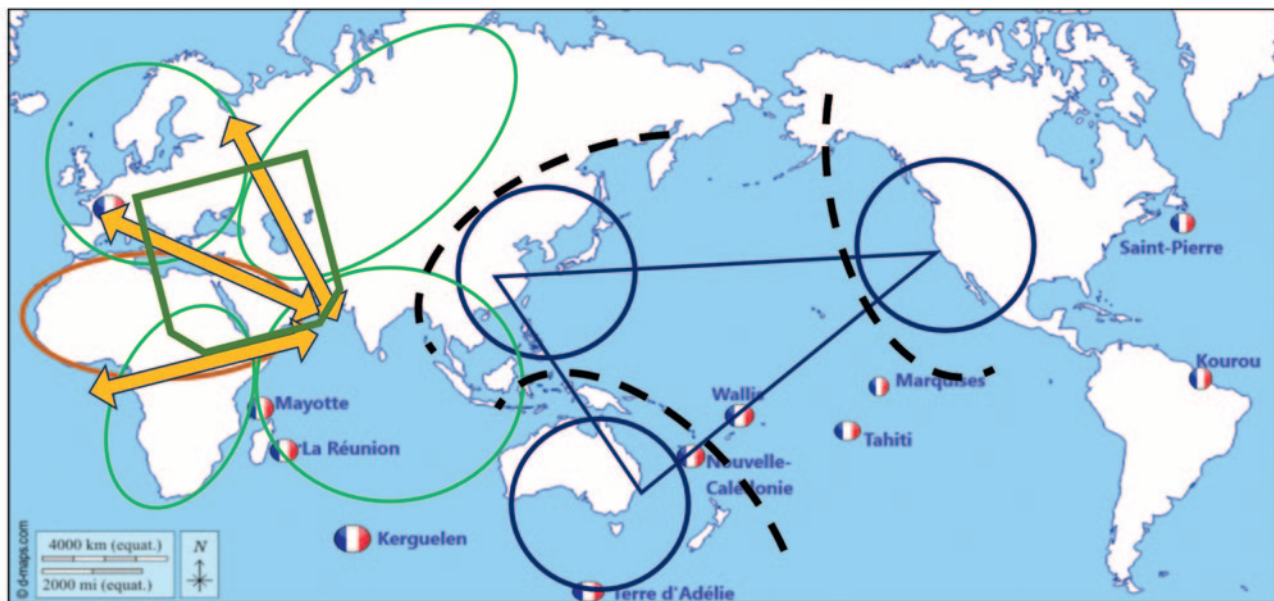 Saint-Pierre
Kourou
Marquises
Wallis
Tahiti
Mayotte
La Réunion
Nouvelle-
Calédonie
Kerguelen
Terre d'Adélie
© d-maps.com
4000 km (equat.)
2000 mi (equat.)
N